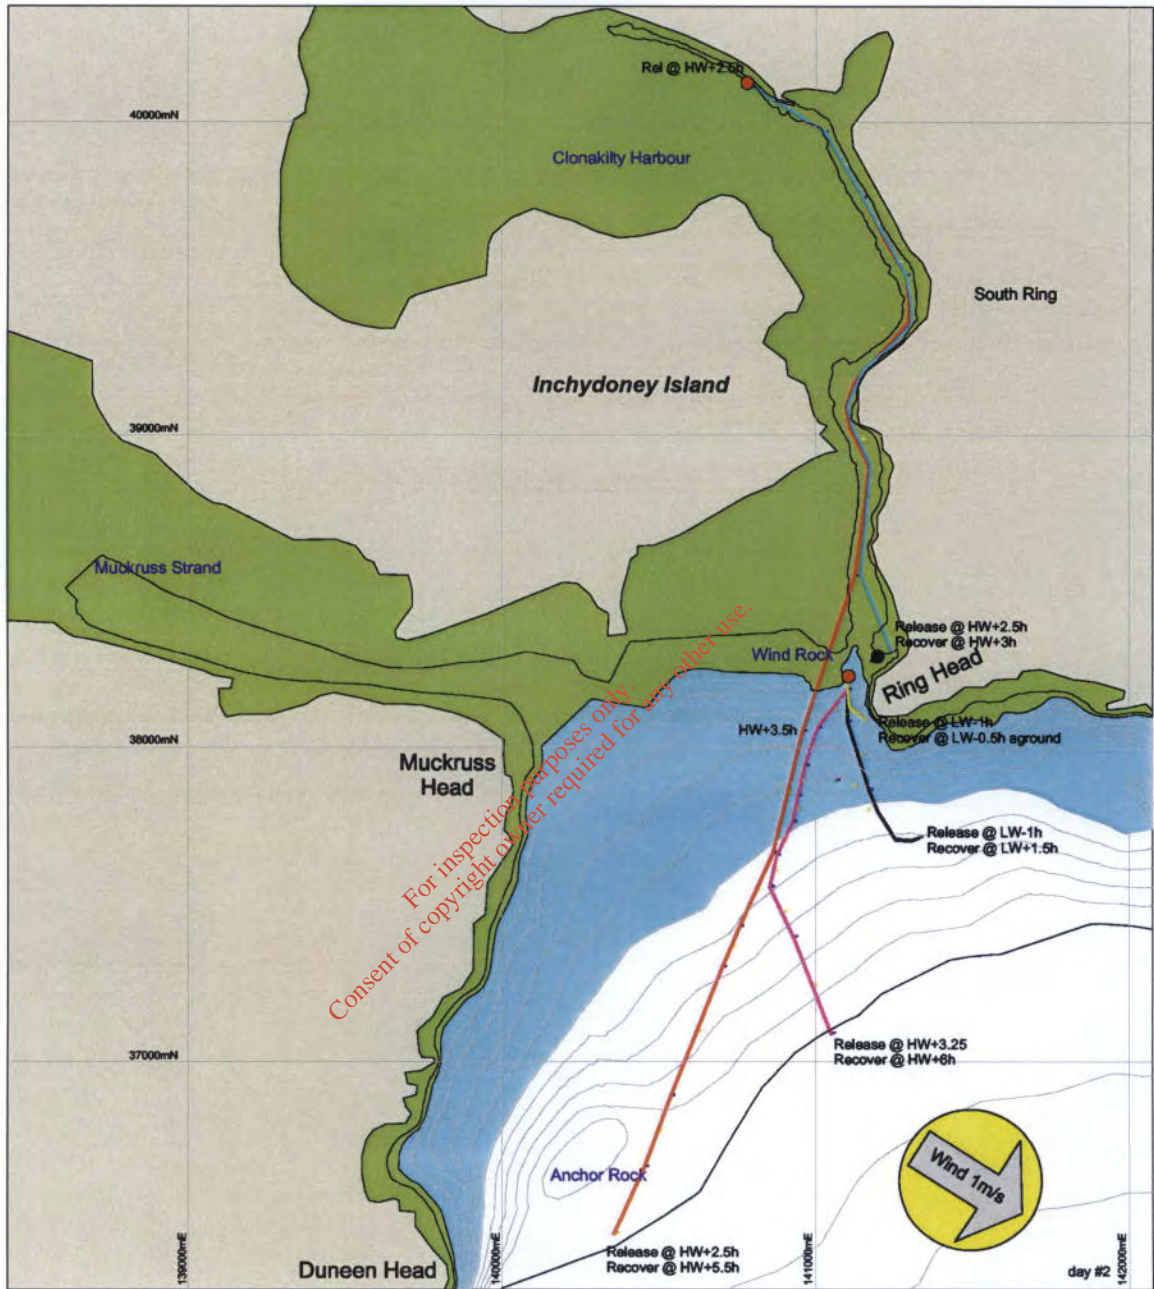 Rel @ HW+2.5h
40000mN
Clonakilty Harbour
South Ring
Inchydoney Island
39000mN
Muckruss Strand
Release @ HW+2.5h
Recover @ HW+3h
Wind Rock
Ring Head
Release @ LW-1h
Recover @ LW-0.5h aground
HW+3.5h
38000mN
Muckruss
Head
For inspection purposes only.
Consent of copyright owner required for any other use.
Release @ LW-1h
Recover @ LW+1.5h
37000mN
Release @ HW+3.25
Recover @ HW+6h
Wind 1m/s
Anchor Rock
Release @ HW+2.5h
Recover @ HW+5.5h
Duneen Head
139000mE
140000mE
141000mE
142000mE
day #2